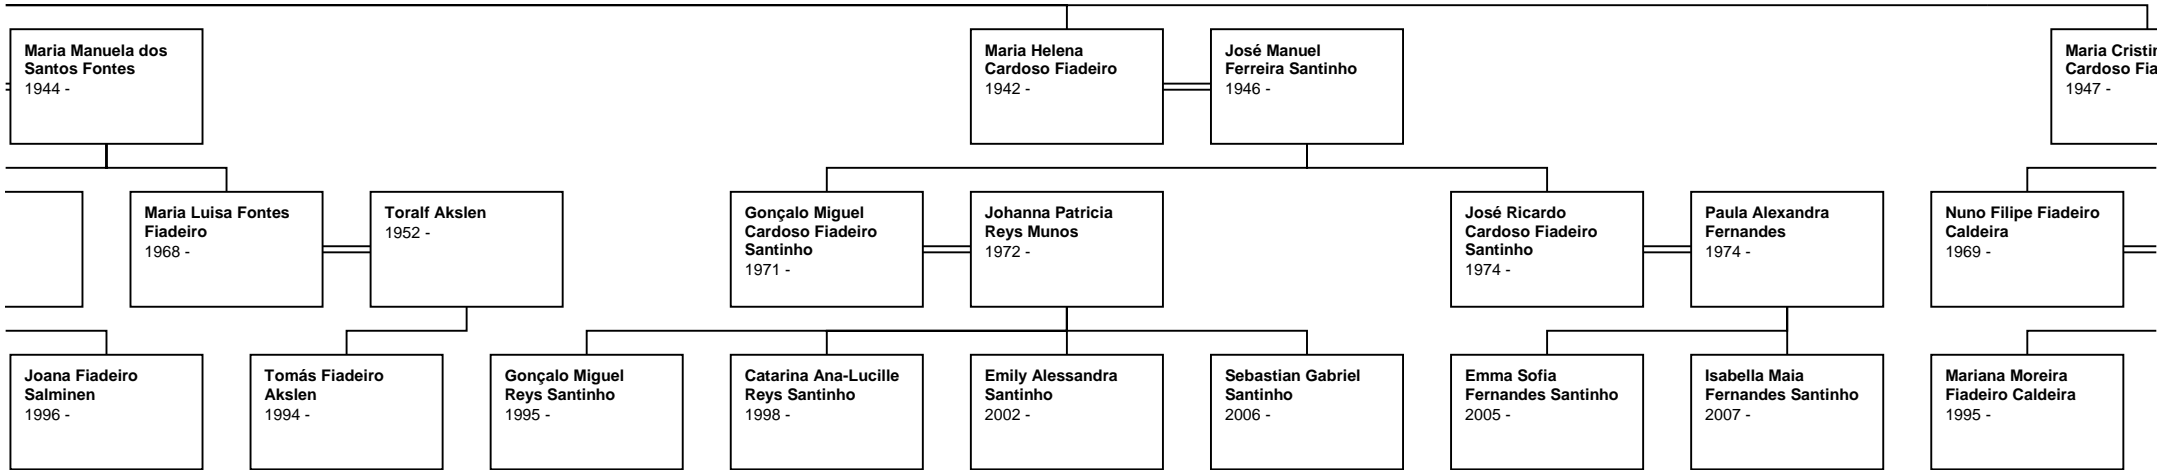 Maria Manuela dos
Santos Fontes
1944 -
Maria Helena
Cardoso Fiadeiro
1942 -
José Manuel
Ferreira Santinho
1946 -
Maria
Cardoso
1947 -
Maria Luisa Fontes
Fiadeiro
1968 -
Toralf Akslen
1952 -
Gonçalo Miguel
Cardoso Fiadeiro
Santinho
1971 -
Johanna Patricia
Reys Munos
1972 -
José Ricardo
Cardoso Fiadeiro
Santinho
1974 -
Paula Alexandra
Fernandes
1974 -
Nuno Filipe Fiadeiro
Caldeira
1969 -
Joana Fiadeiro
Salminen
1996 -
Tomás Fiadeiro
Akslen
1994 -
Gonçalo Miguel
Reys Santinho
1995 -
Catarina Ana-Lucille
Reys Santinho
1998 -
Emily Alessandra
Santinho
2002 -
Sebastian Gabriel
Santinho
2006 -
Emma Sofia
Fernandes Santinho
2005 -
Isabella Maia
Fernandes Santinho
2007 -
Mariana Moreira
Fiadeiro Caldeira
1995 -